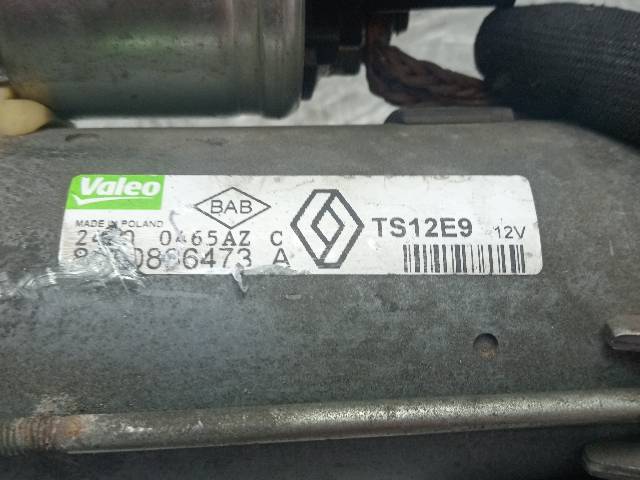 Valeo
BAB
MADE IN POLAND
TS12E9 12V
0465AZ C
A